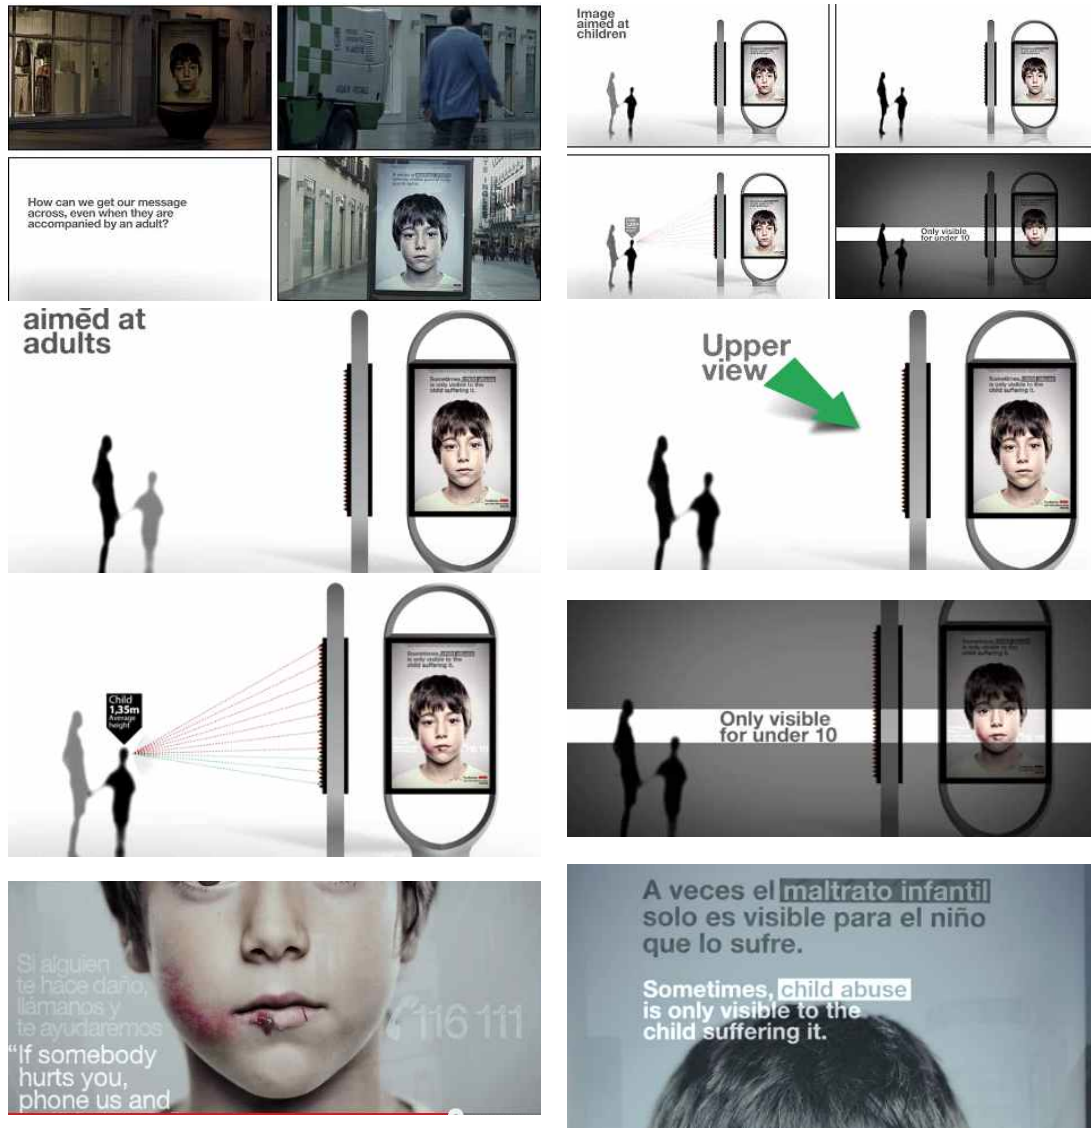 Image
aimed at
children
How can we get our message
across, even when they are
accompanied by an adult?
Only visible
for under 10
aimed at
adults
Sometimes, child abuse
is only visible to the
child suffering it.
Upper
view
Sometimes, child abuse
is only visible to the
child suffering it.
Child
1,35m
Average
height
Sometimes, child abuse
is only visible to the
child suffering it.
Only visible
for under 10
Si alguien
te hace daño,
llámanos y
te ayudaremos
116 111
“If somebody
hurts you,
phone us and
A veces el maltrato infantil
solo es visible para el niño
que lo sufre.
Sometimes, child abuse
is only visible to the
child suffering it.